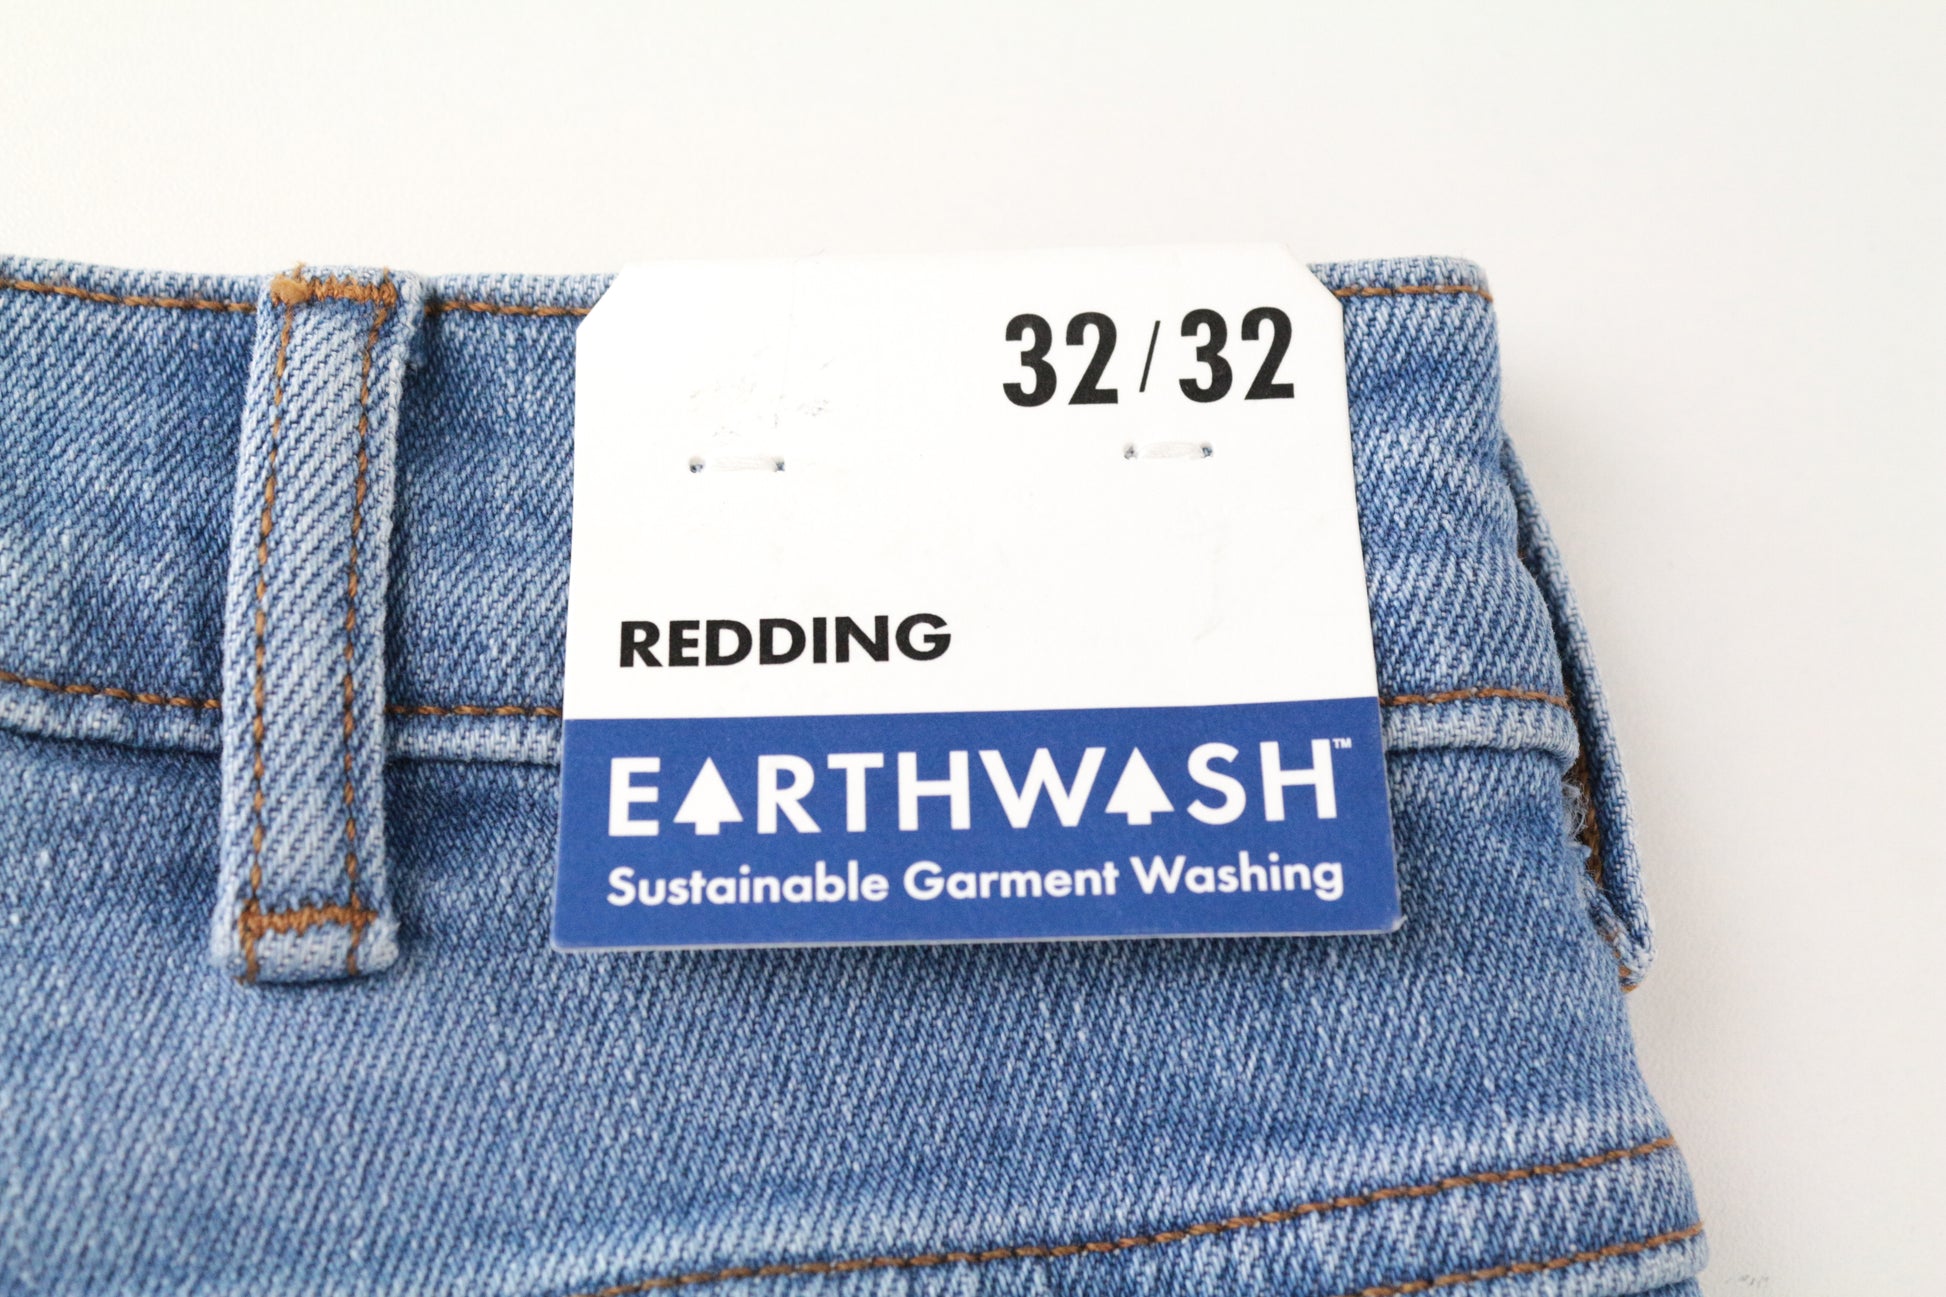 32/32
REDDING
EARTHWASH™
Sustainable Garment Washing